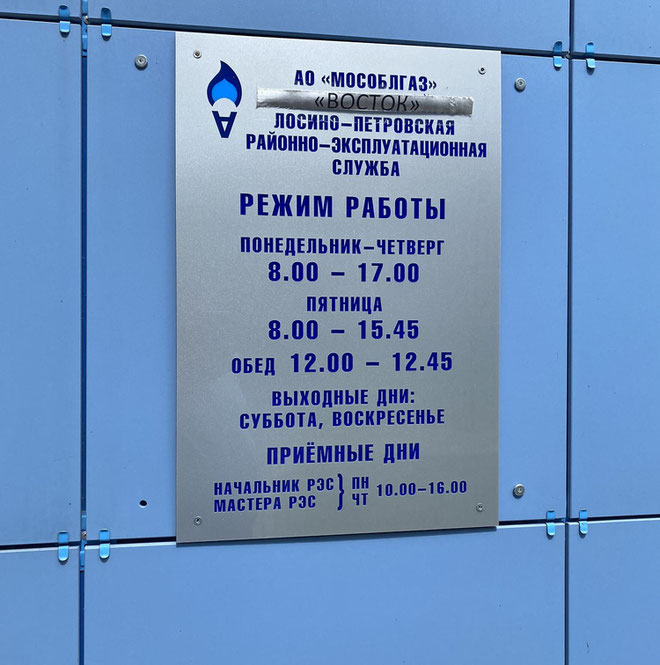 АО «МОСОБЛГАЗ»
«ВОСТОК»
ЛОСИНО–ПЕТРОВСКАЯ
РАЙОННО–ЭКСПЛУАТАЦИОННАЯ
СЛУЖБА
РЕЖИМ РАБОТЫ
ПОНЕДЕЛЬНИК–ЧЕТВЕРГ
8.00 – 17.00
ПЯТНИЦА
8.00 – 15.45
ОБЕД 12.00 – 12.45
ВЫХОДНЫЕ ДНИ:
СУББОТА, ВОСКРЕСЕНЬЕ
ПРИЁМНЫЕ ДНИ
НАЧАЛЬНИК РЭС } ПН 10.00–16.00
МАСТЕРА РЭС ЧТ